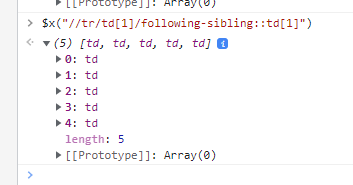 [[Prototype]]: Array(0)
> $x("//tr/td[1]/following-sibling::td[1]")
(5) [td, td, td, td, td] i
0: td
1: td
2: td
3: td
4: td
length: 5
[[Prototype]]: Array(0)
>